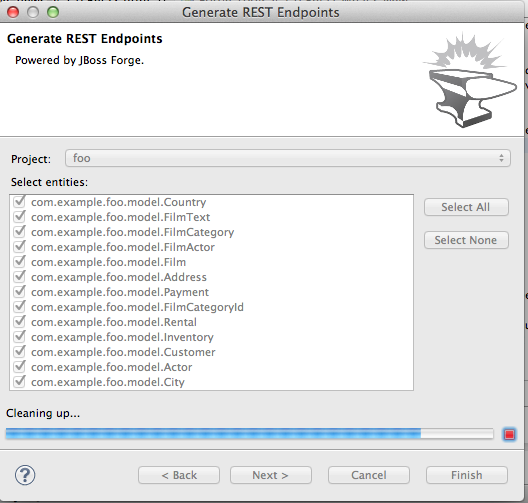 Generate REST Endpoints
Generate REST Endpoints
Powered by JBoss Forge.
Project: foo
Select entities:
com.example.foo.model.Country
com.example.foo.model.FilmText
com.example.foo.model.FilmCategory
com.example.foo.model.FilmActor
com.example.foo.model.Film
com.example.foo.model.Address
com.example.foo.model.Payment
com.example.foo.model.FilmCategoryId
com.example.foo.model.Rental
com.example.foo.model.Inventory
com.example.foo.model.Customer
com.example.foo.model.Actor
com.example.foo.model.City
Select All
Select None
Cleaning up...
?
< Back
Next >
Cancel
Finish